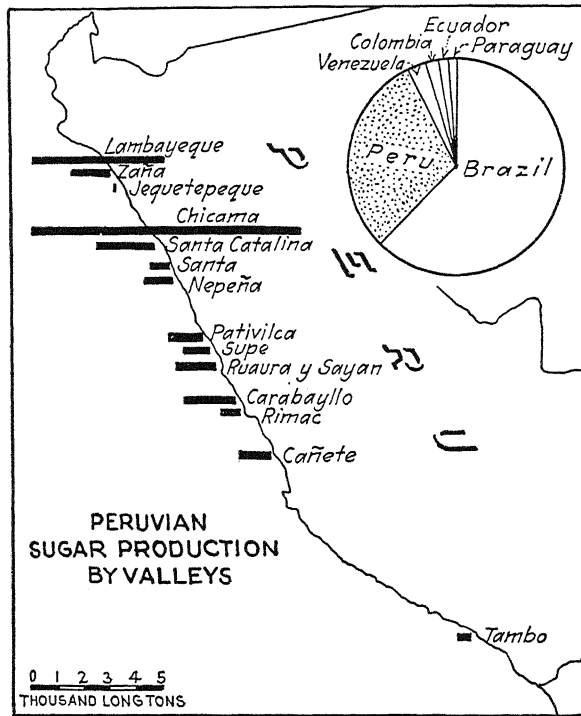 Ecuador
Colombia Paraguay
Venezuela
Peru Brazil
Lambayeque
Zaña
Jequetepeque
Chicama
Santa Catalina
Santa
Nepeña
Pativilca
Supe
Ruaura y Sayan
Carabayllo
Rimac
Cañete
PERUVIAN
SUGAR PRODUCTION
BY VALLEYS
Tambo
0 1 2 3 4 5
THOUSAND LONG TONS